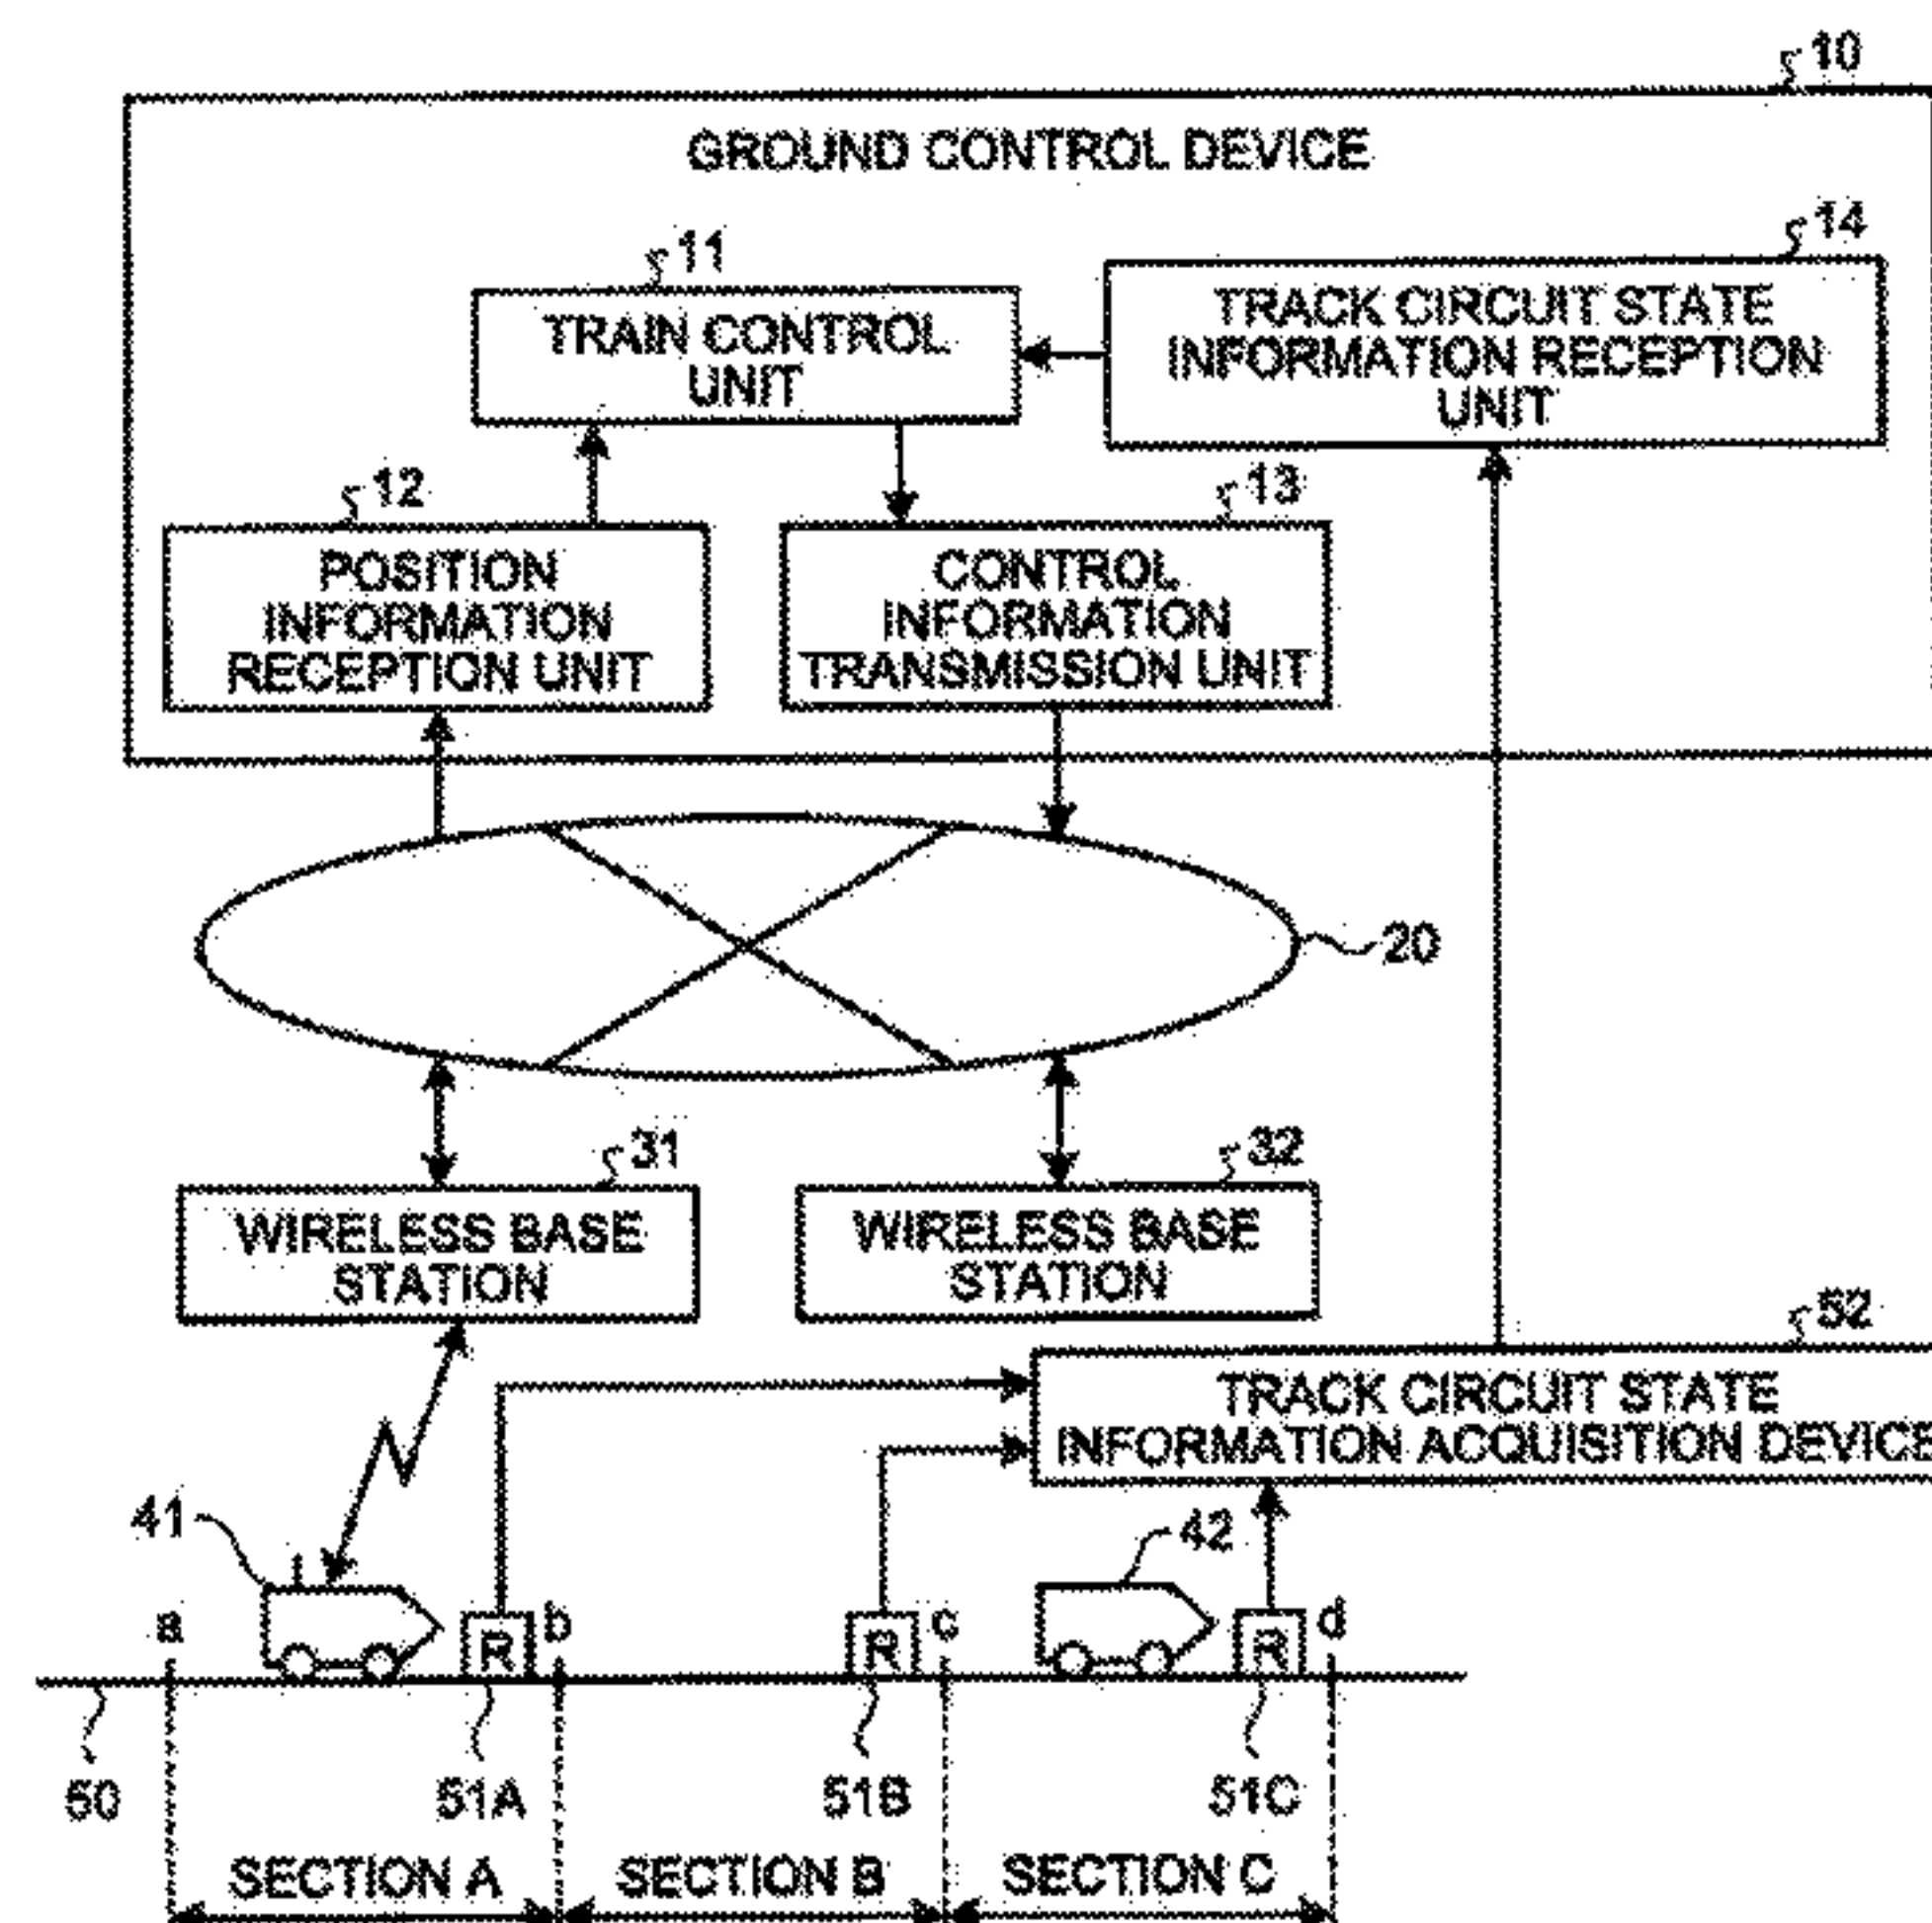 10
GROUND CONTROL DEVICE
11
14
TRAIN CONTROL
UNIT
TRACK CIRCUIT STATE
INFORMATION RECEPTION
UNIT
12
13
POSITION
INFORMATION
RECEPTION UNIT
CONTROL
INFORMATION
TRANSMISSION UNIT
20
31
32
WIRELESS BASE
STATION
WIRELESS BASE
STATION
52
TRACK CIRCUIT STATE
INFORMATION ACQUISITION DEVICE
41
42
a
R
b
R
c
R
d
50
51A
51B
51C
SECTION A
SECTION B
SECTION C